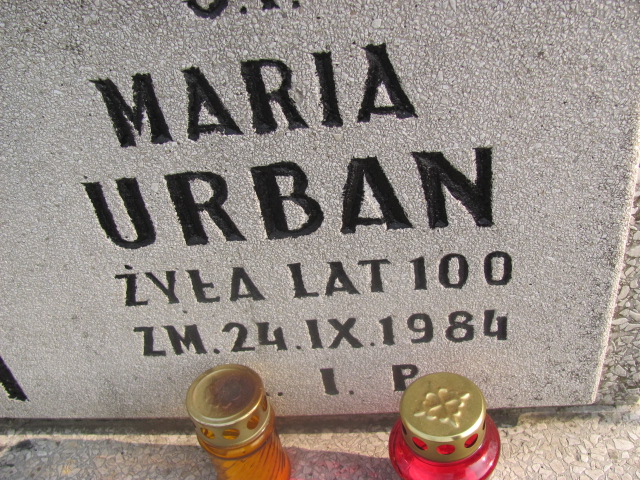 MARIA
URBAN
ŻYŁA LAT 100
ZM. 24.IX.1984
. I. P